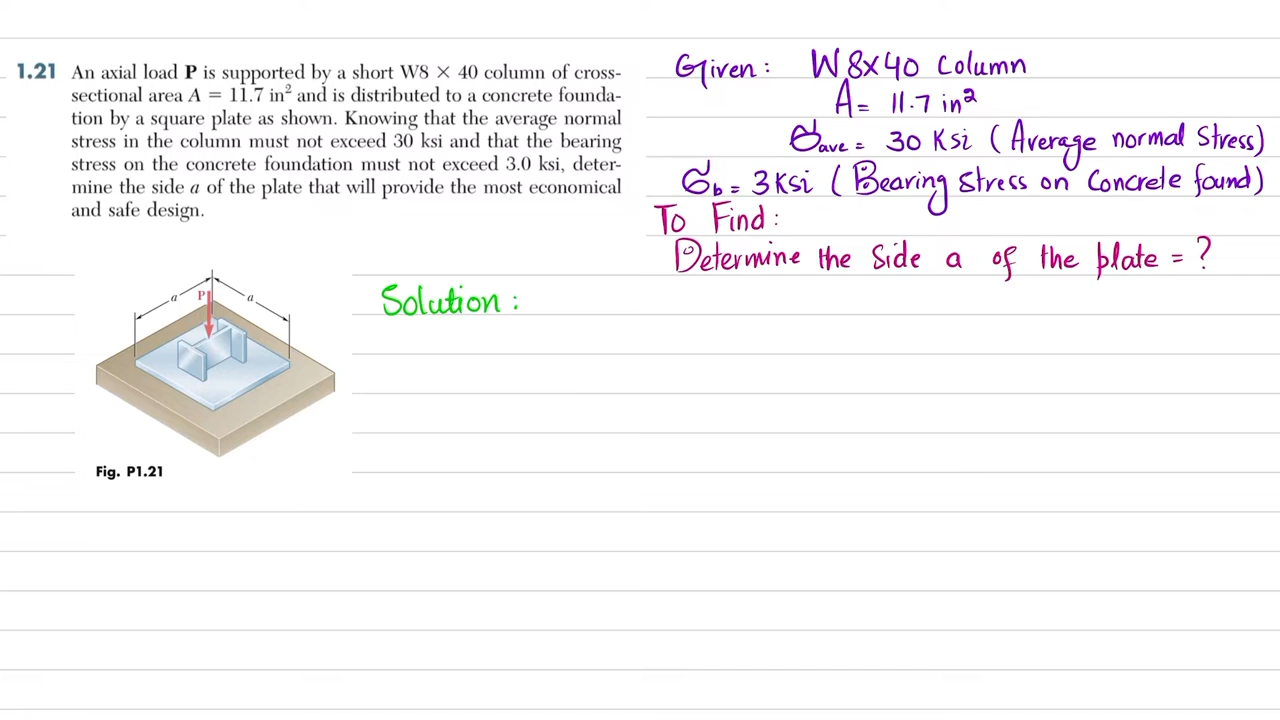 1.21 An axial load P is supported by a short W8 × 40 column of cross-
sectional area A = 11.7 in² and is distributed to a concrete founda-
tion by a square plate as shown. Knowing that the average normal
stress in the column must not exceed 30 ksi and that the bearing
stress on the concrete foundation must not exceed 3.0 ksi, deter-
mine the side a of the plate that will provide the most economical
and safe design.
Given: W8x40 Column
A = 11.7 in²
σave = 30 Ksi (Average normal Stress)
σb = 3 Ksi (Bearing Stress on Concrete found)
To Find:
Determine the Side a of the plate = ?
a P a
Solution:
Fig. P1.21